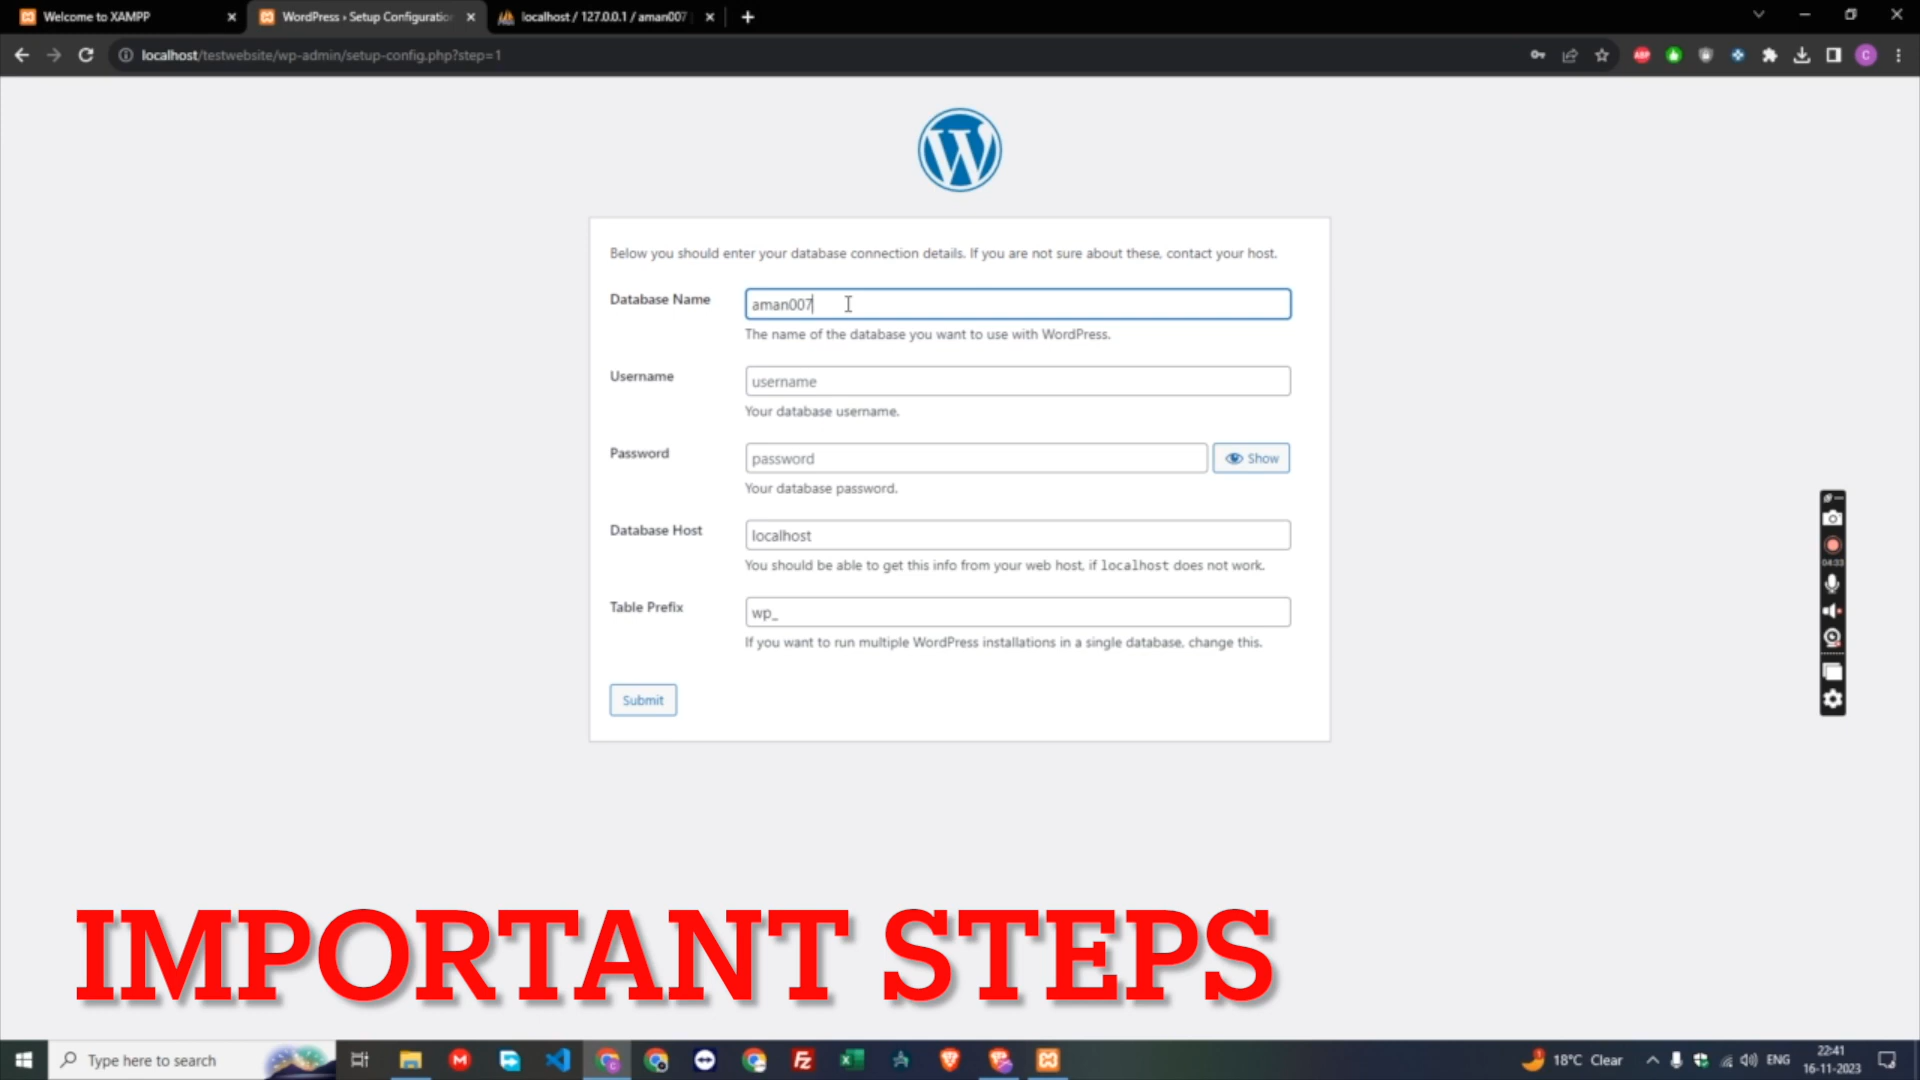 Welcome to XAMPP
WordPress › Setup Configuratio
localhost / 127.0.0.1 / aman007
localhost/testwebsite/wp-admin/setup-config.php?step=1
ABP
C
W
Below you should enter your database connection details. If you are not sure about these, contact your host.
Database Name
aman007
The name of the database you want to use with WordPress.
Username
username
Your database username.
Password
password
Show
Your database password.
Database Host
localhost
You should be able to get this info from your web host, if localhost does not work.
04:33
Table Prefix
wp_
If you want to run multiple WordPress installations in a single database, change this.
Submit
IMPORTANT STEPS
Type here to search
18°C Clear
ENG
22:41
16-11-2023